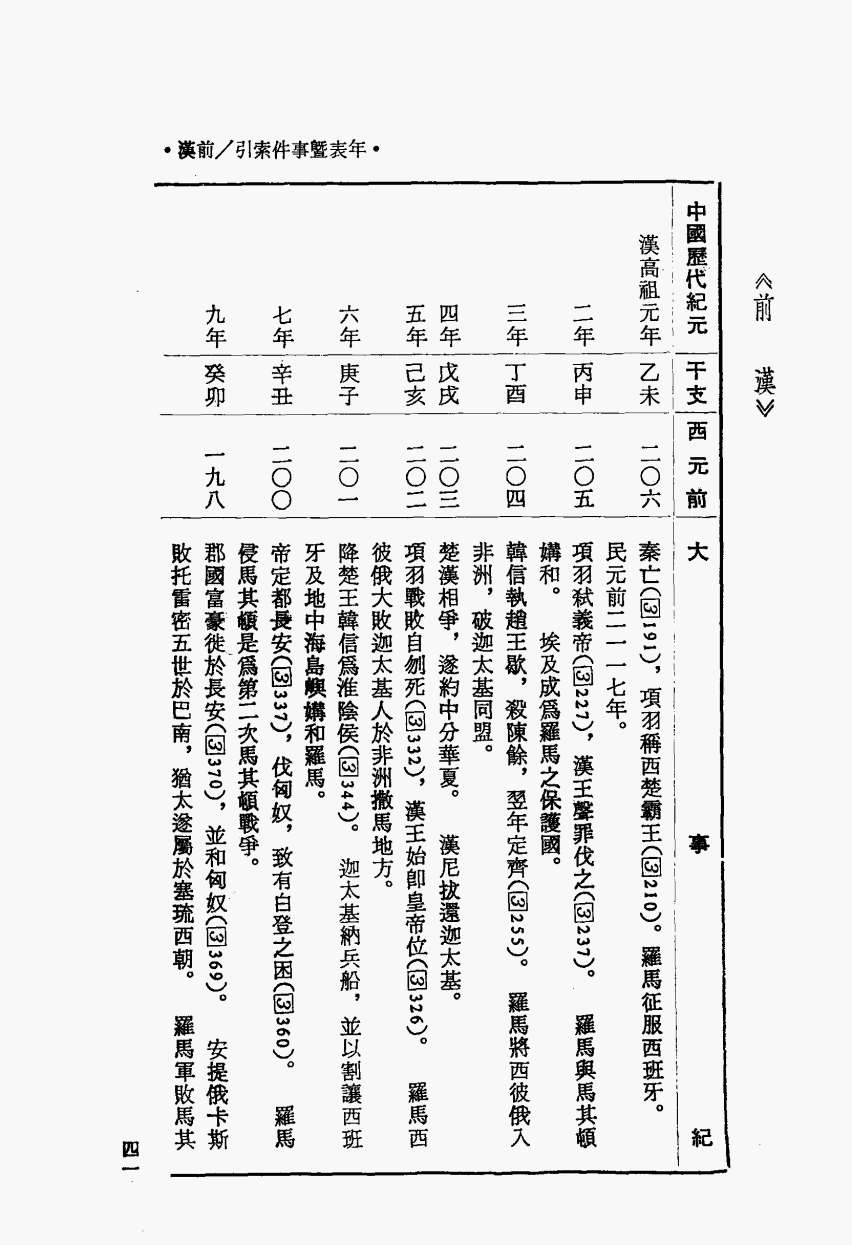 •年表暨事件索引／前漢•
《前　漢》
中國歷代紀元　干支　西元前　大事紀
漢高祖元年　乙未　二〇六　秦亡(③191)，項羽稱西楚霸王(③210)。羅馬征服西班牙。
民元前二一一七年。
二年　丙申　二〇五　項羽弒義帝(③227)，漢王聲罪伐之(③237)。　羅馬與馬其頓
媾和。　埃及成爲羅馬之保護國。
三年　丁酉　二〇四　韓信執趙王歇，殺陳餘，翌年定齊(③255)。　羅馬將西彼俄入
非洲，破迦太基同盟。
四年　戊戌　二〇三　楚漢相爭，遂約中分華夏。　漢尼拔還迦太基。
五年　己亥　二〇二　項羽戰敗自刎死(③332)，漢王始卽皇帝位(③326)。　羅馬西
彼俄大敗迦太基人於非洲撒馬地方。
六年　庚子　二〇一　降楚王韓信爲淮陰侯(③344)。　迦太基納兵船，並以割讓西班
牙及地中海島嶼媾和羅馬。
七年　辛丑　二〇〇　帝定都長安(③337)，伐匈奴，致有白登之困(③360)。　羅馬
侵馬其頓是爲第二次馬其頓戰爭。
九年　癸卯　一九八　郡國富豪徙於長安(③370)，並和匈奴(③369)。　安提俄卡斯
敗托雷密五世於巴南，猶太遂屬於塞琉西朝。　羅馬軍敗馬其
四一